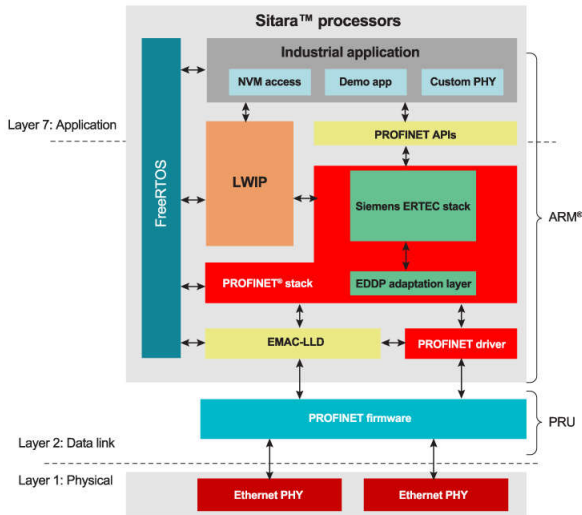 Sitara™ processors
Industrial application
NVM access
Demo app
Custom PHY
Layer 7: Application
PROFINET APIs
FreeRTOS
LWIP
Siemens ERTEC stack
ARM®
PROFINET® stack
EDDP adaptation layer
EMAC-LLD
PROFINET driver
PROFINET firmware
PRU
Layer 2: Data link
Layer 1: Physical
Ethernet PHY
Ethernet PHY